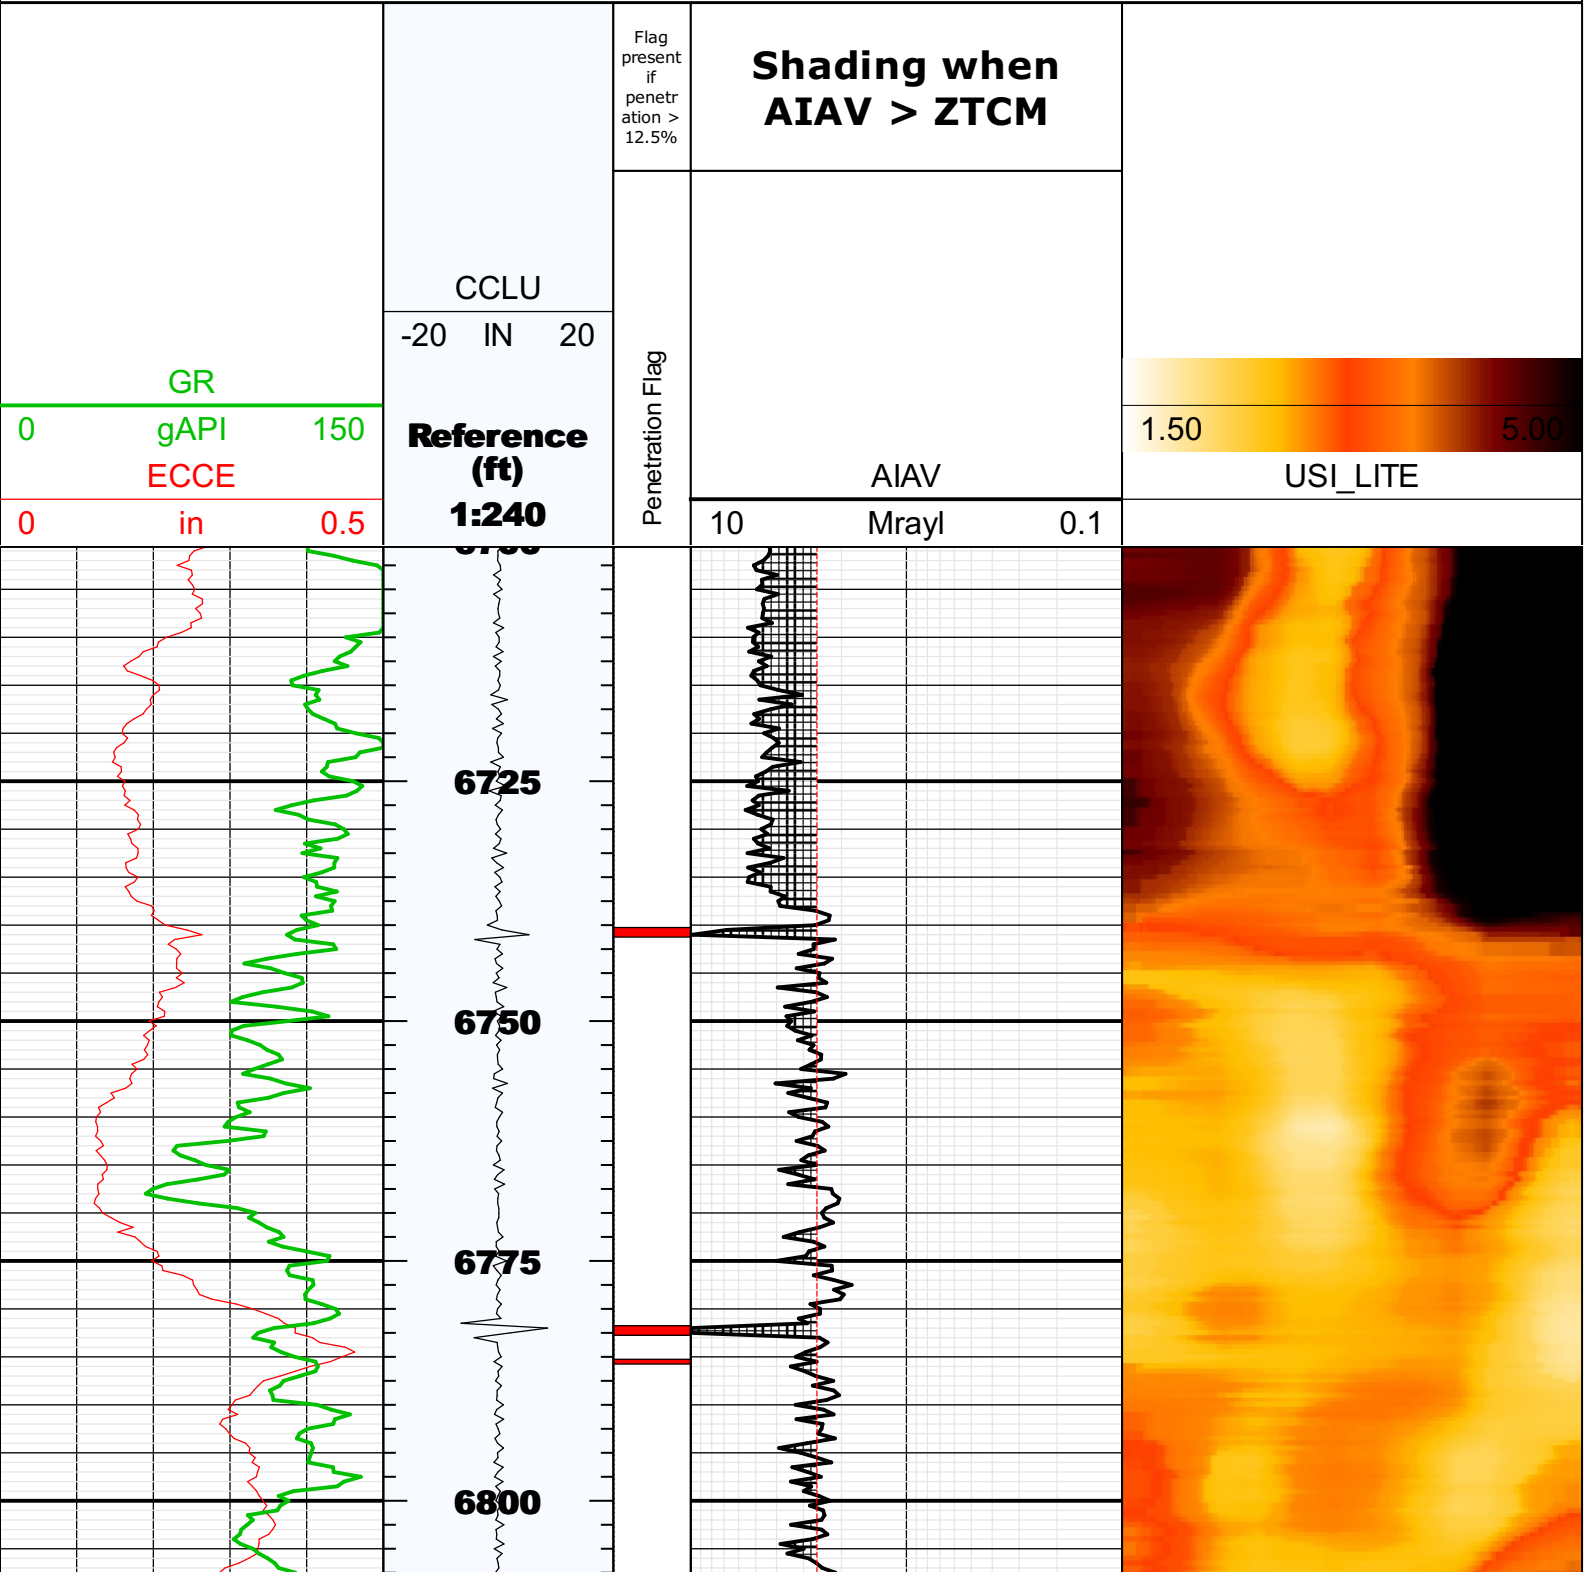 Flag
present
if
penetr
ation >
12.5%
Shading when
AIAV > ZTCM
CCLU
-20 IN 20
GR
0 gAPI 150
ECCE
0 in 0.5
Reference
(ft)
1:240
Penetration Flag
AIAV
10 Mrayl 0.1
1.50 5.00
USI_LITE
6725
6750
6775
6800